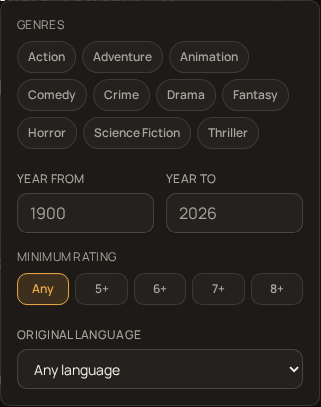 GENRES
Action Adventure Animation
Comedy Crime Drama Fantasy
Horror Science Fiction Thriller
YEAR FROM YEAR TO
1900 2026
MINIMUM RATING
Any 5+ 6+ 7+ 8+
ORIGINAL LANGUAGE
Any language